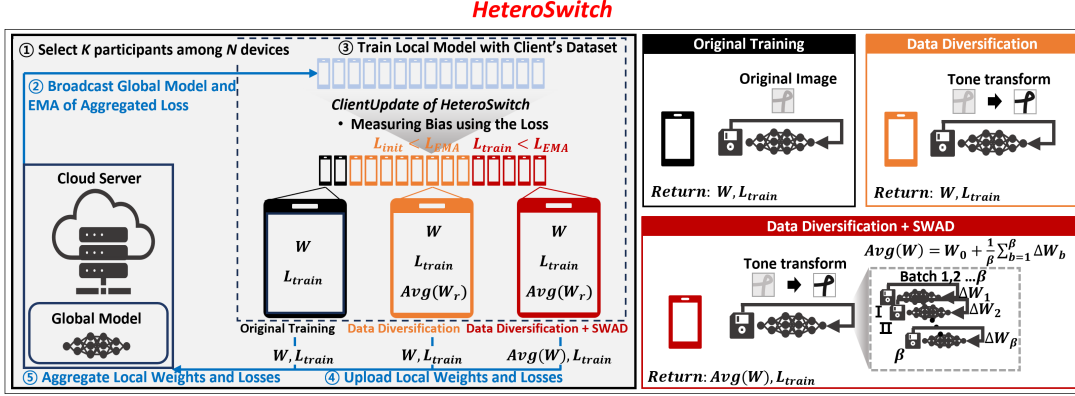 HeteroSwitch
① Select K participants among N devices
② Broadcast Global Model and
EMA of Aggregated Loss
③ Train Local Model with Client's Dataset
ClientUpdate of HeteroSwitch
• Measuring Bias using the Loss
L_init < L_EMA
L_train < L_EMA
Cloud Server
Global Model
W
L_train
W
L_train
Avg(W_r)
W
L_train
Avg(W_r)
Original Training
Data Diversification
Data Diversification + SWAD
W, L_train
W, L_train
Avg(W), L_train
⑤ Aggregate Local Weights and Losses
④ Upload Local Weights and Losses
Original Training
Original Image
Return: W, L_train
Data Diversification
Tone transform
Return: W, L_train
Data Diversification + SWAD
Avg(W) = W_0 + \frac{1}{β} \sum_{b=1}^{β} ΔW_b
Tone transform
Batch 1,2 ...β
ΔW_1
I
ΔW_2
II
ΔW_β
β
Return: Avg(W), L_train